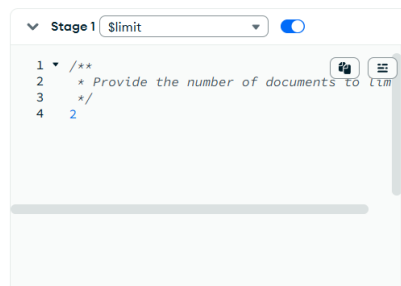 Stage 1 $limit
1 /**
2 * Provide the number of documents to lim
3 */
4 2